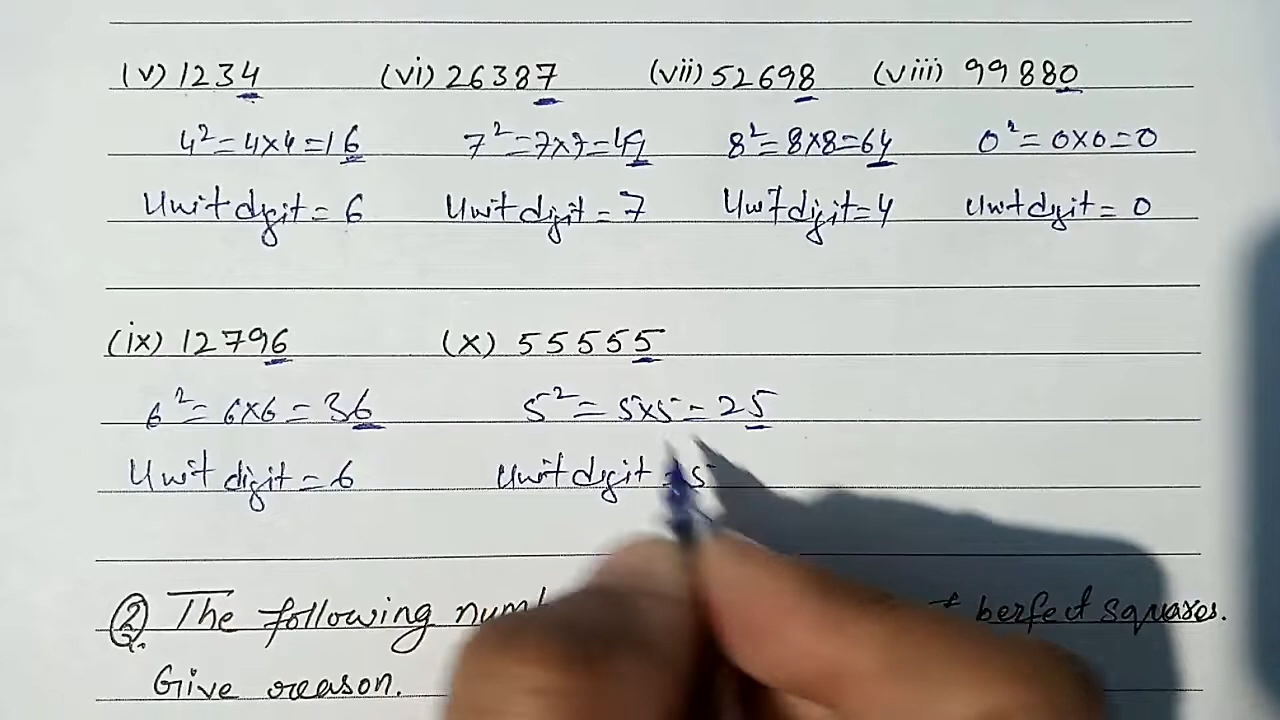 (v) 1234 (vi) 26387 (vii) 52698 (viii) 99880
4² = 4×4 = 16 7² = 7×7 = 49 8² = 8×8 = 64 0² = 0×0 = 0
Unit digit = 6 Unit digit = 7 Unit digit = 4 Unit digit = 0
(ix) 12796 (x) 55555
6² = 6×6 = 36 5² = 5×5 = 25
Unit digit = 6 Unit digit = 5
(2) The following perfect squares.
Give reason.